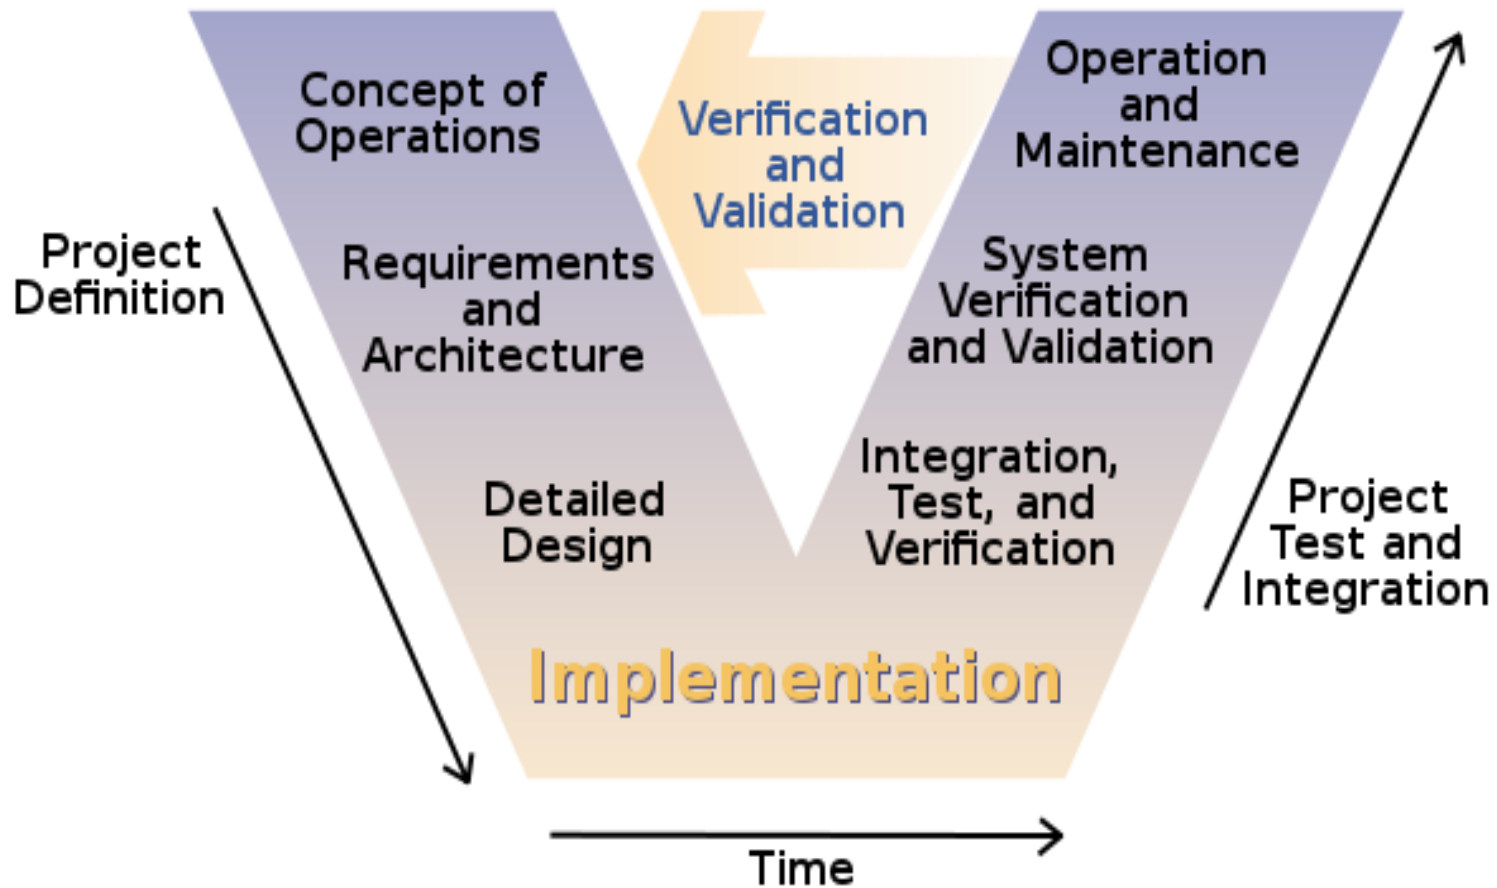 Concept of
Operations
Verification
and
Validation
Operation
and
Maintenance
Project
Definition
Requirements
and
Architecture
System
Verification
and Validation
Detailed
Design
Integration,
Test, and
Verification
Project
Test and
Integration
Implementation
Time